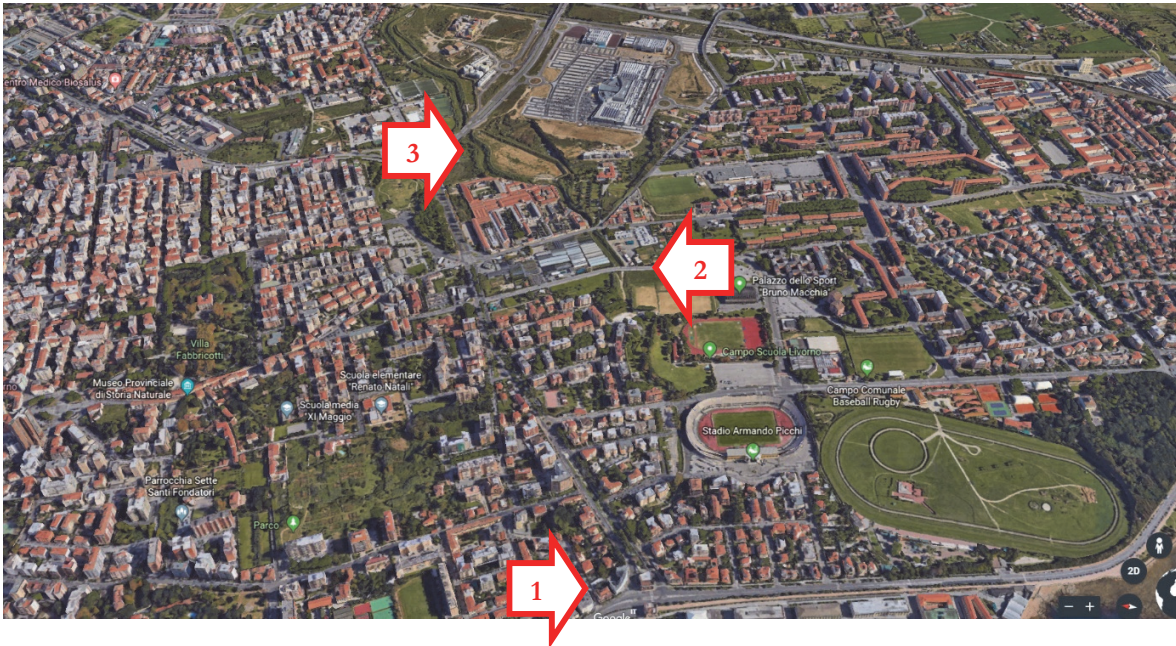 entro Medico Biosalus
3
2
Palazzo dello Sport
"Bruno Macchia"
Villa
Fabbricotti
Campo Scuola Livorno
Scuola elementare
"Renato Natali"
Museo Provinciale
di Storia Naturale
Scuola media
XI Maggio
Campo Comunale
Baseball Rugby
Stadio Armando Picchi
Parrocchia Sette
Santi Fondatori
Parco
1
2D
Google